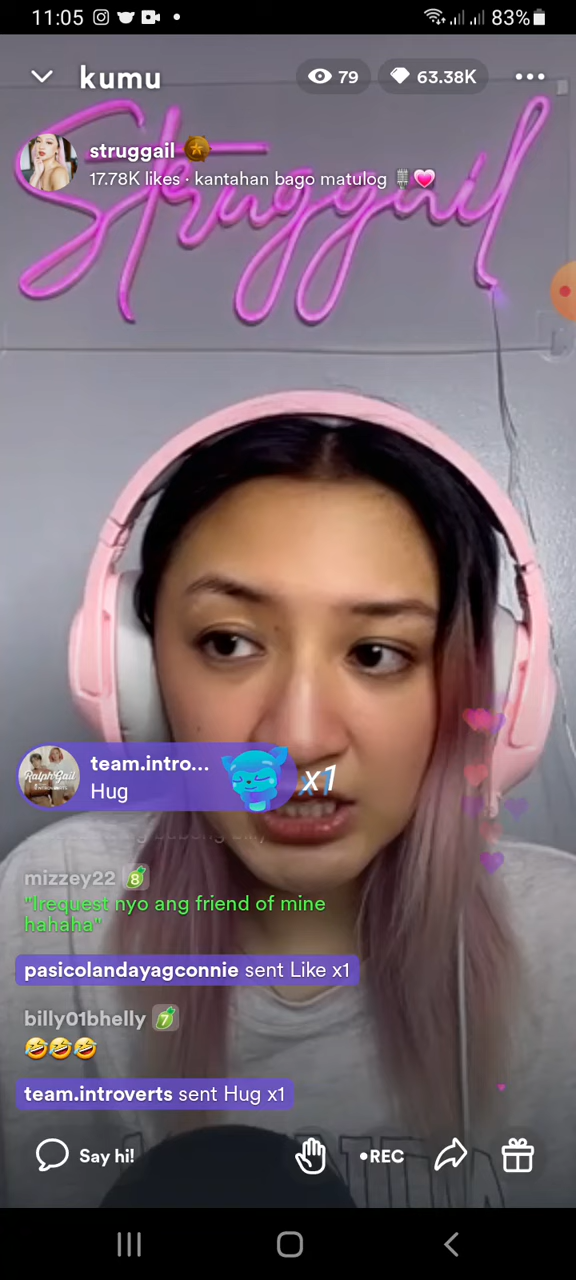 11:05
83%
kumu
79
63.38K
Struggail
struggail
17.78K likes · kantahan bago matulog 🎙️💗
team.intro...
Ralph Gail
Hug
x1
mizzey22 8
"Irequest nyo ang friend of mine
hahaha"
pasicolandayagconnie sent Like x1
billy01bhelly 7
🤣🤣🤣
team.introverts sent Hug x1
Say hi!
•REC